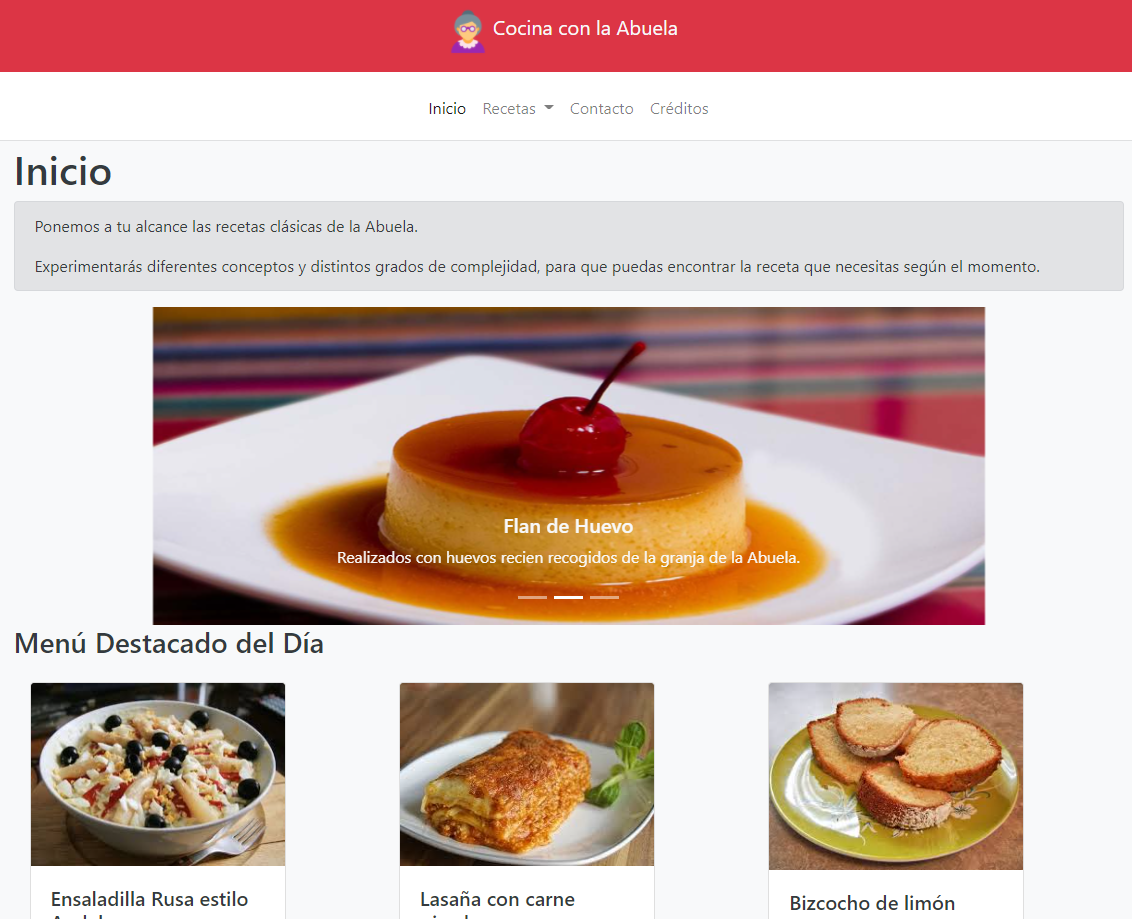 Cocina con la Abuela
Inicio Recetas Contacto Créditos
Inicio
Ponemos a tu alcance las recetas clásicas de la Abuela.
Experimentarás diferentes conceptos y distintos grados de complejidad, para que puedas encontrar la receta que necesitas según el momento.
Flan de Huevo
Realizados con huevos recien recogidos de la granja de la Abuela.
Menú Destacado del Día
Ensaladilla Rusa estilo
Lasaña con carne
Bizcocho de limón